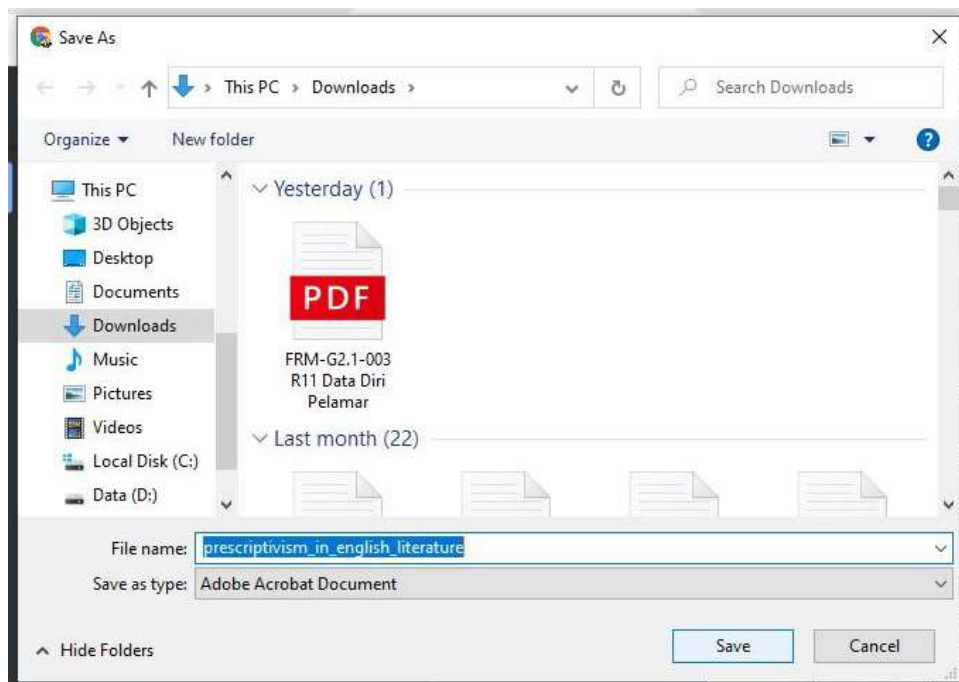 Save As
This PC > Downloads >
Search Downloads
Organize
New folder
?
This PC
3D Objects
Desktop
Documents
Downloads
Music
Pictures
Videos
Local Disk (C:)
Data (D:)
Yesterday (1)
PDF
FRM-G2.1-003
R11 Data Diri
Pelamar
Last month (22)
File name: prescriptivism_in_english_literature
Save as type: Adobe Acrobat Document
Hide Folders
Save
Cancel